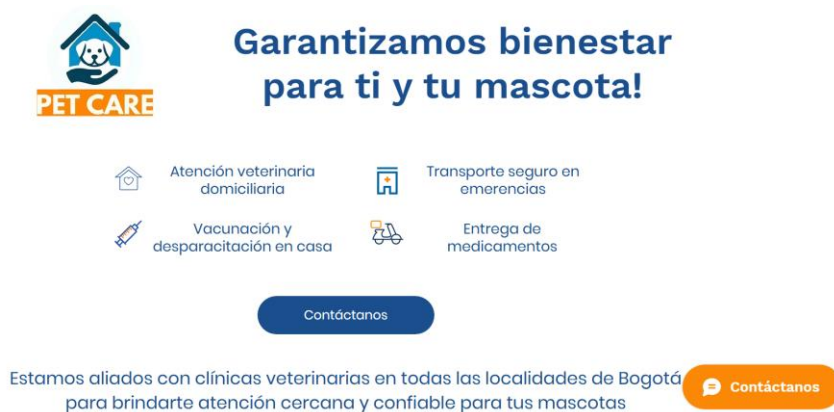 PET CARE
Garantizamos bienestar
para ti y tu mascota!
Atención veterinaria
domiciliaria
Transporte seguro en
emerencias
Vacunación y
desparacitación en casa
Entrega de
medicamentos
Contáctanos
Estamos aliados con clínicas veterinarias en todas las localidades de Bogotá
para brindarte atención cercana y confiable para tus mascotas
Contáctanos